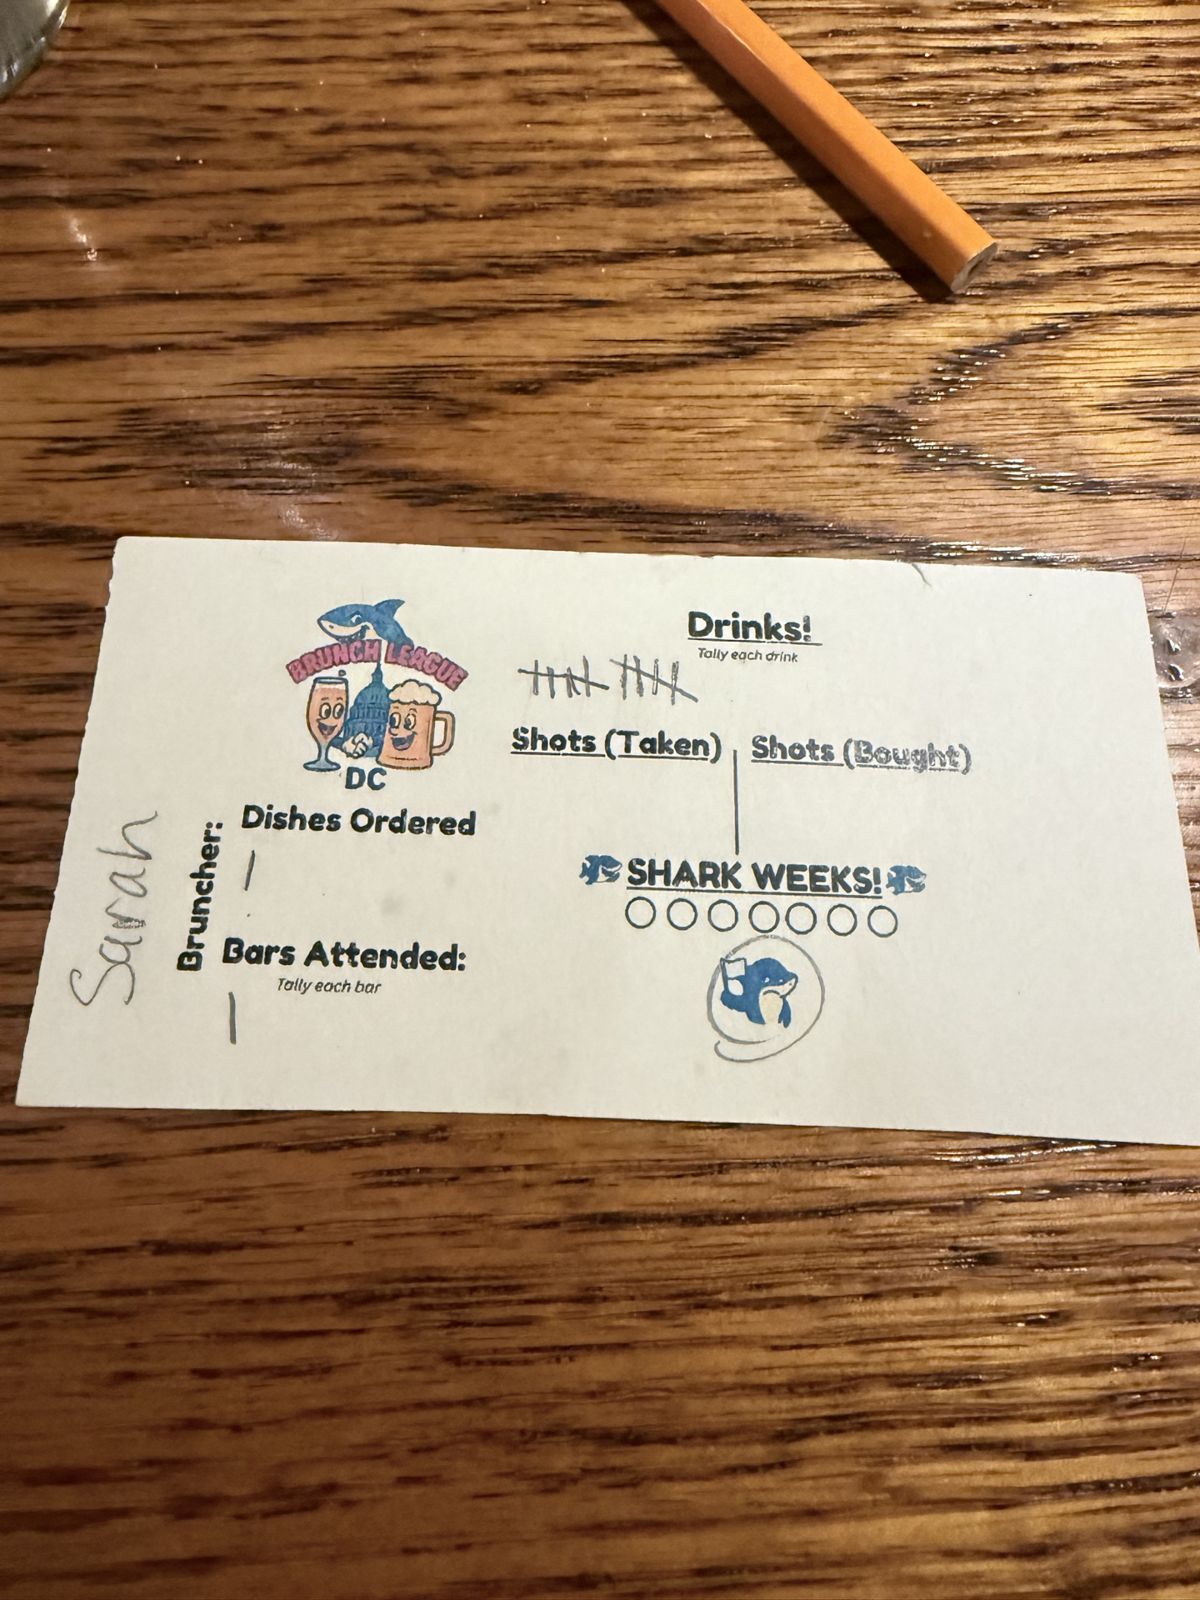 BRUNCH LEAGUE
DC
Drinks!
Tally each drink
Shots (Taken)
Shots (Bought)
Dishes Ordered
Bruncher:
Sarah
Bars Attended:
Tally each bar
SHARK WEEKS!